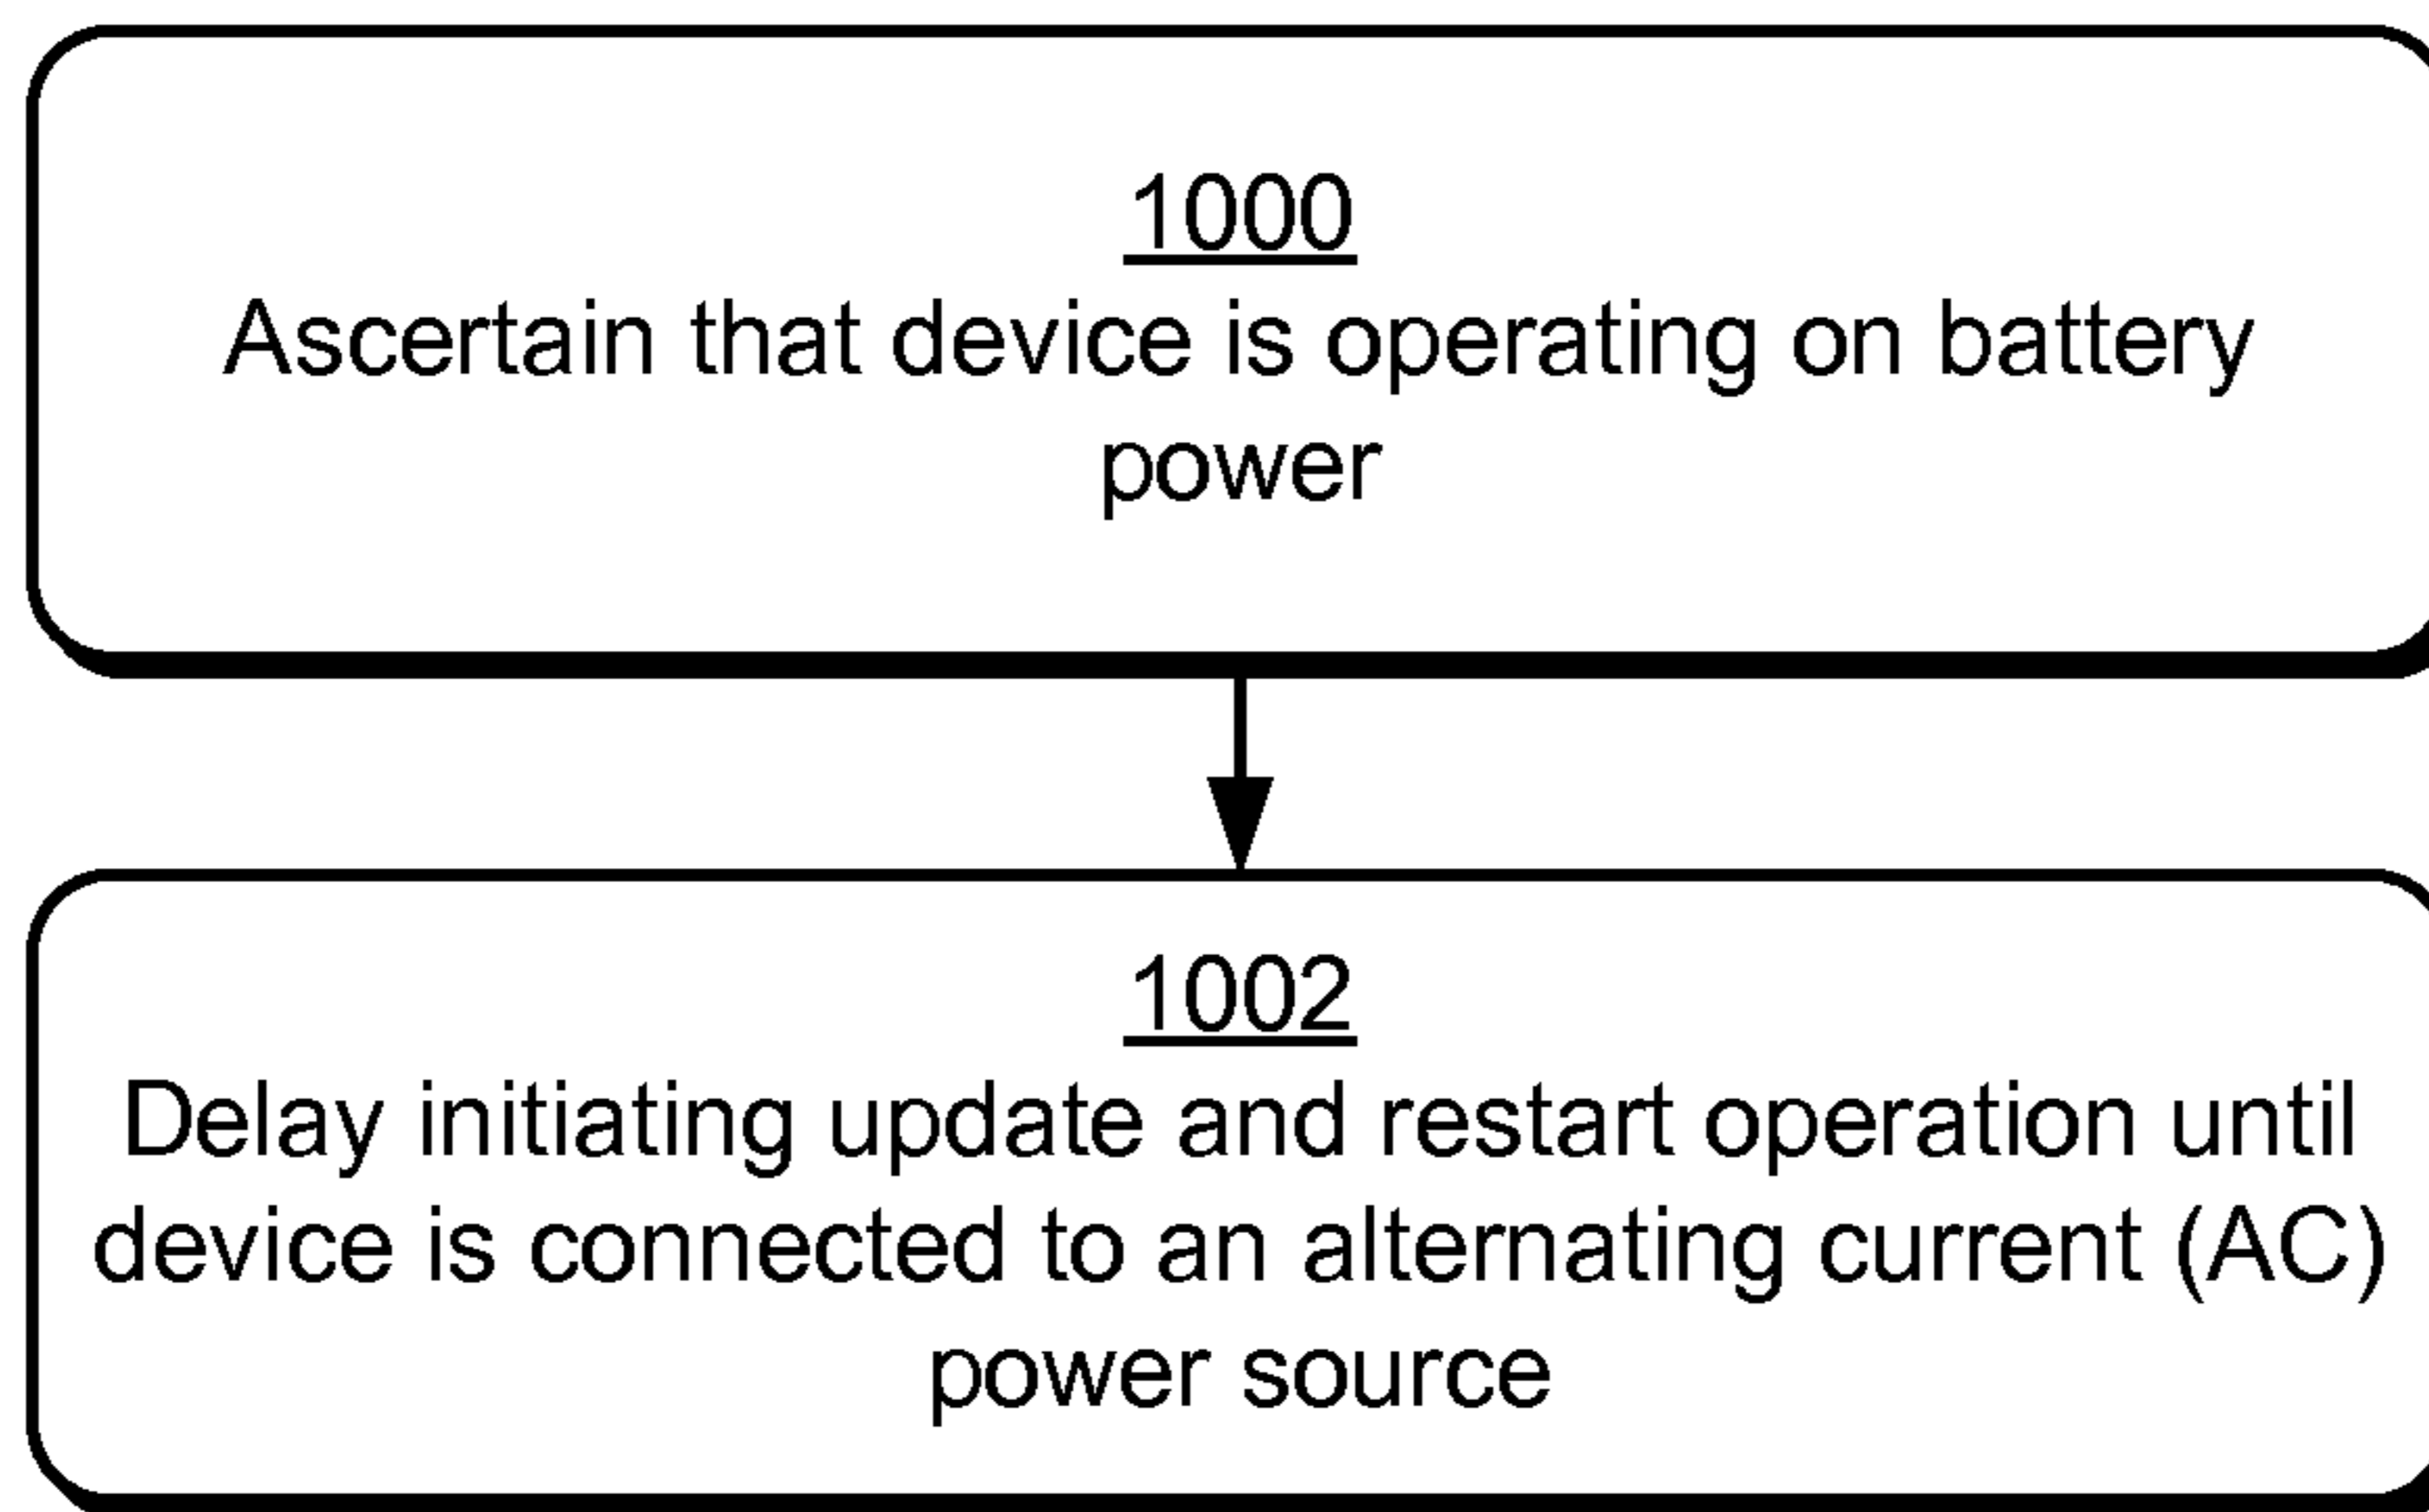 1000
Ascertain that device is operating on battery
power
1002
Delay initiating update and restart operation until
device is connected to an alternating current (AC)
power source